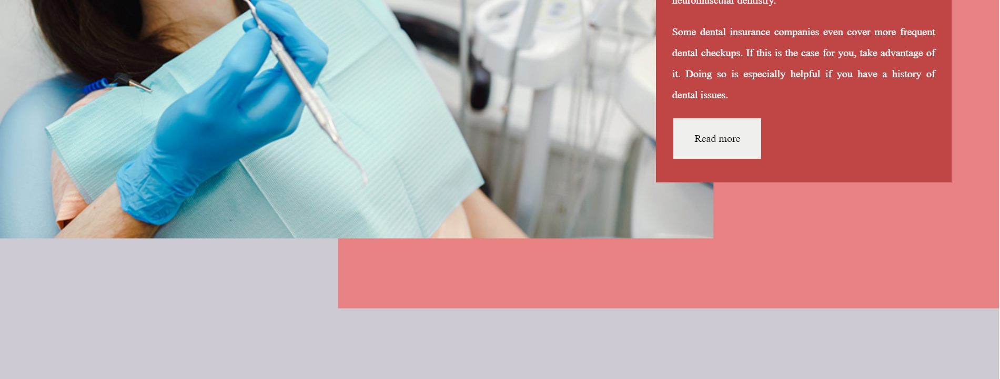 neuromuscular dentistry.
Some dental insurance companies even cover more frequent
dental checkups. If this is the case for you, take advantage of
it. Doing so is especially helpful if you have a history of
dental issues.
Read more